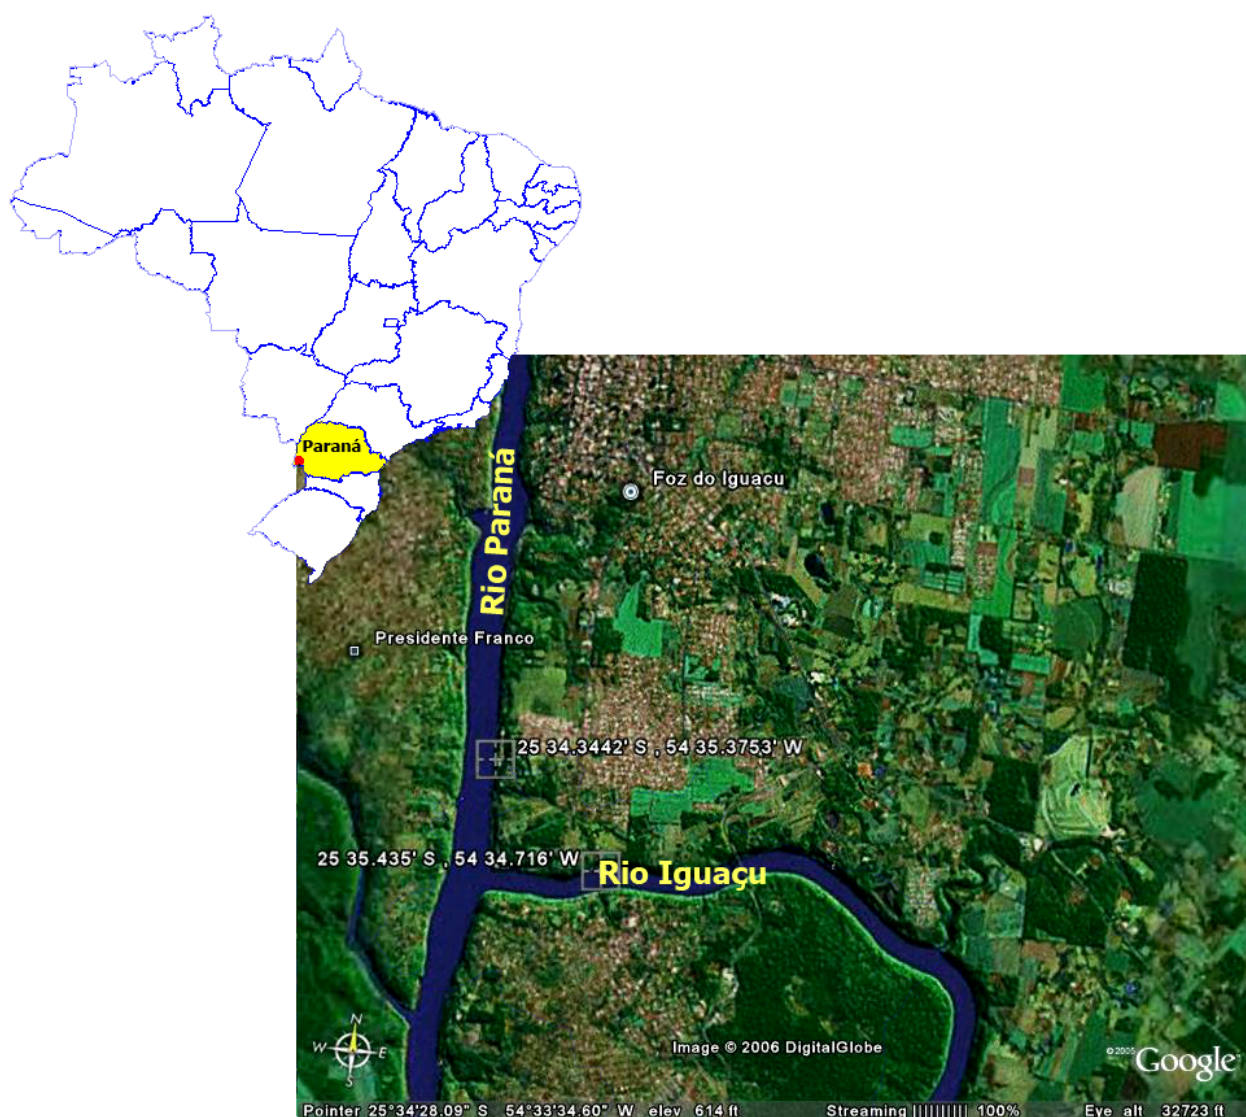 Paraná
Rio Paraná
Foz do Iguacu
Presidente Franco
25 34.3442' S , 54 35.3753' W
25 35.435' S , 54 34.716' W
Rio Iguaçu
N
W
E
S
Image © 2006 DigitalGlobe
© 2005 Google
Pointer 25°34'28.09" S 54°33'34.60" W elev 614 ft Streaming |||||||||| 100% Eye alt 32723 ft